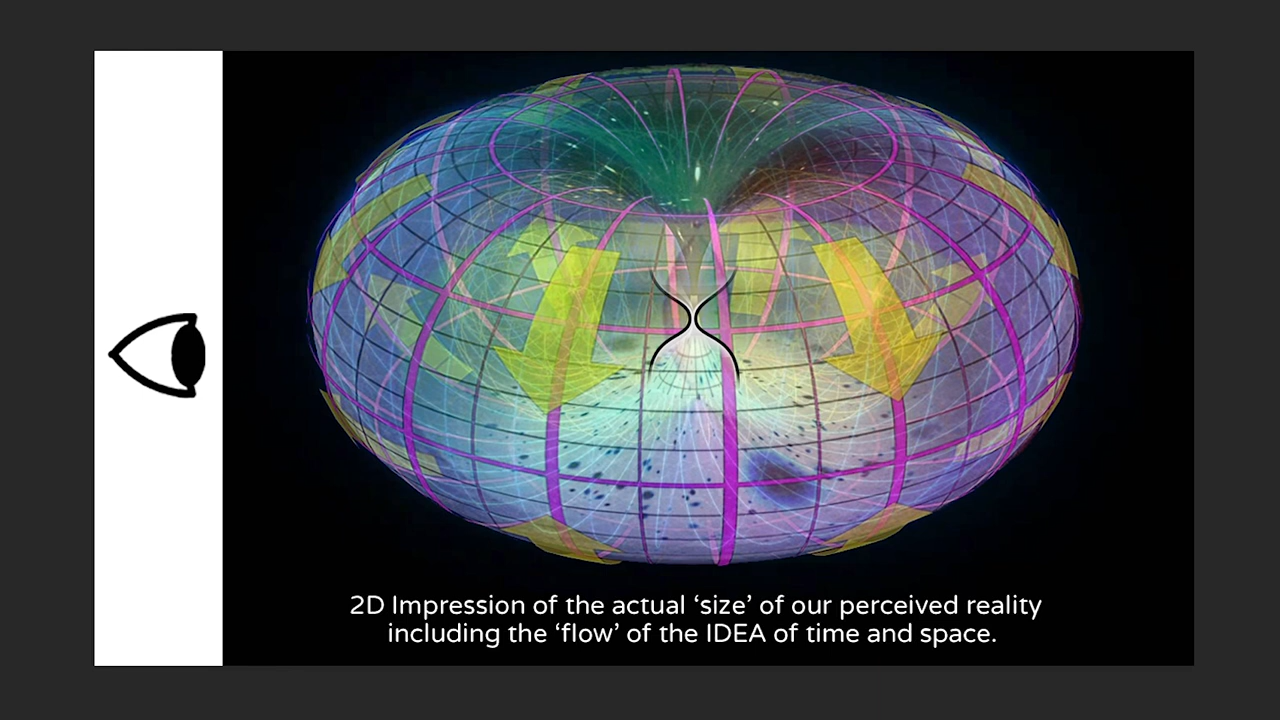 2D Impression of the actual ‘size’ of our perceived reality
including the ‘flow’ of the IDEA of time and space.